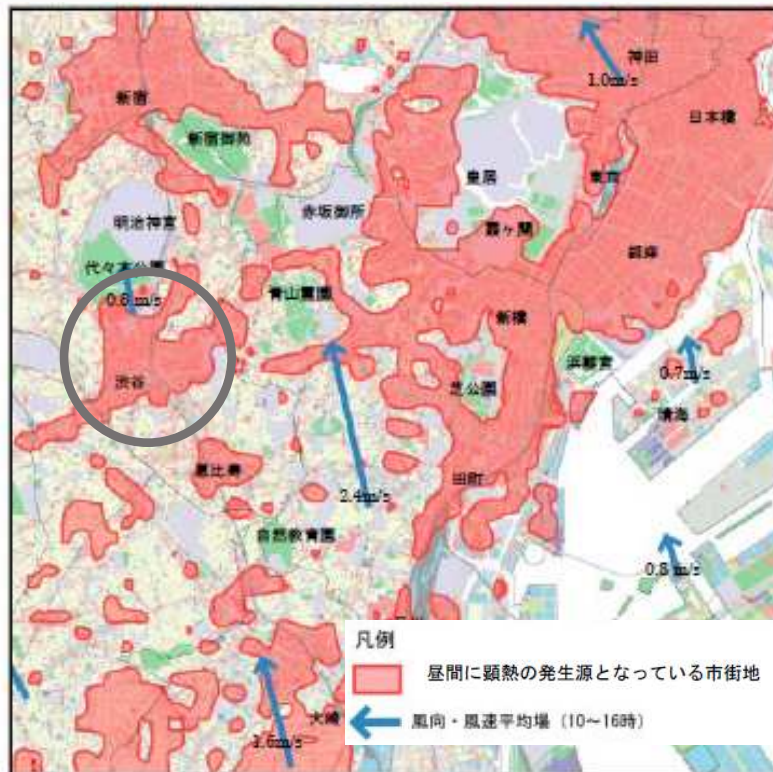 神田
1.0m/s
日本橋
新宿
新宿御苑
皇居
東京
赤坂御所
明治神宮
霞ヶ関
銀座
代々木公園
青山霊園
0.8 m/s
新橋
浜離宮
0.7m/s
渋谷
芝公園
晴海
恵比寿
田町
2.4m/s
自然教育園
0.8 m/s
凡例
昼間に顕熱の発生源となっている市街地
風向・風速平均場（10～16時）
大崎
1.6m/s